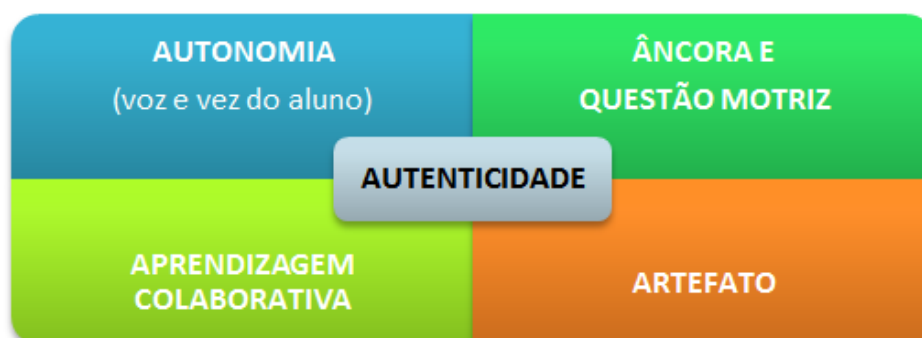 AUTONOMIA
(voz e vez do aluno)
ÂNCORA E
QUESTÃO MOTRIZ
AUTENTICIDADE
APRENDIZAGEM
COLABORATIVA
ARTEFATO